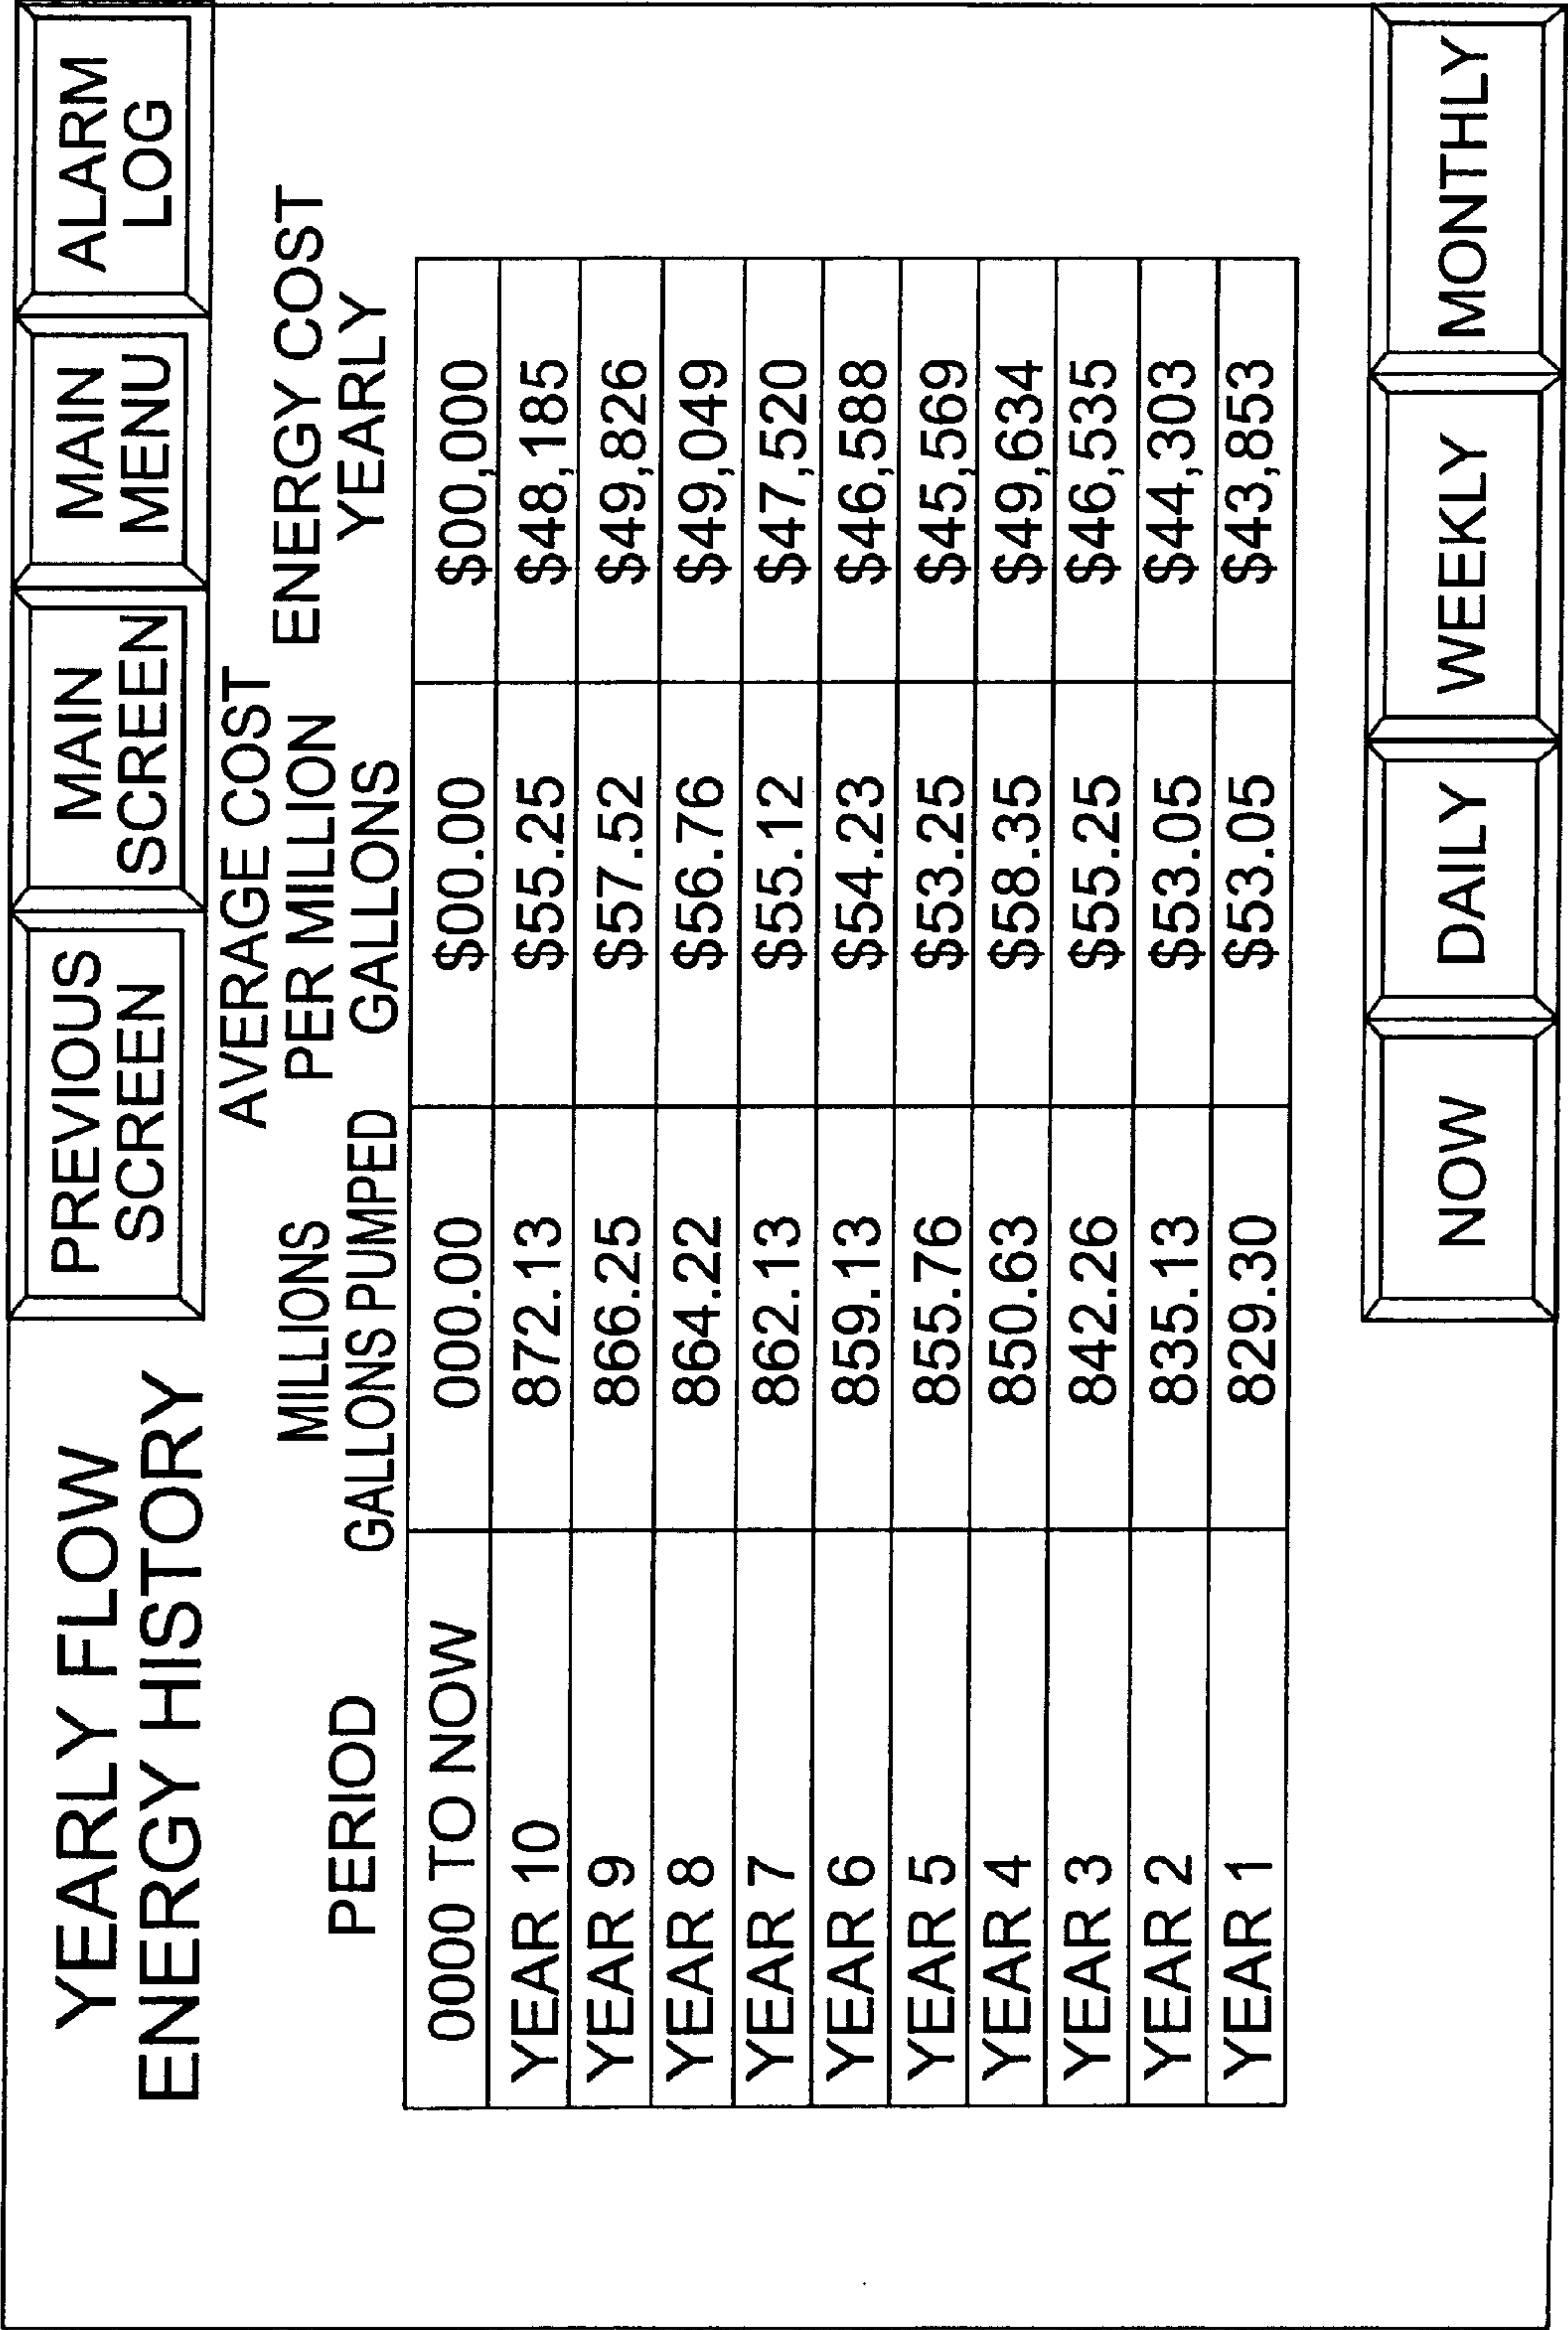 YEARLY FLOW
ENERGY HISTORY
PREVIOUS
SCREEN
MAIN
SCREEN
MAIN
MENU
ALARM
LOG
PERIOD
MILLIONS
GALLONS PUMPED
AVERAGE COST
PER MILLION
GALLONS
ENERGY COST
YEARLY
0000 TO NOW 000.00 $00.00 $00,000
YEAR 10 872.13 $55.25 $48,185
YEAR 9 866.25 $57.52 $49,826
YEAR 8 864.22 $56.76 $49,049
YEAR 7 862.13 $55.12 $47,520
YEAR 6 859.13 $54.23 $46,588
YEAR 5 855.76 $53.25 $45,569
YEAR 4 850.63 $58.35 $49,634
YEAR 3 842.26 $55.25 $46,535
YEAR 2 835.13 $53.05 $44,303
YEAR 1 829.30 $53.05 $43,853
NOW
DAILY
WEEKLY
MONTHLY